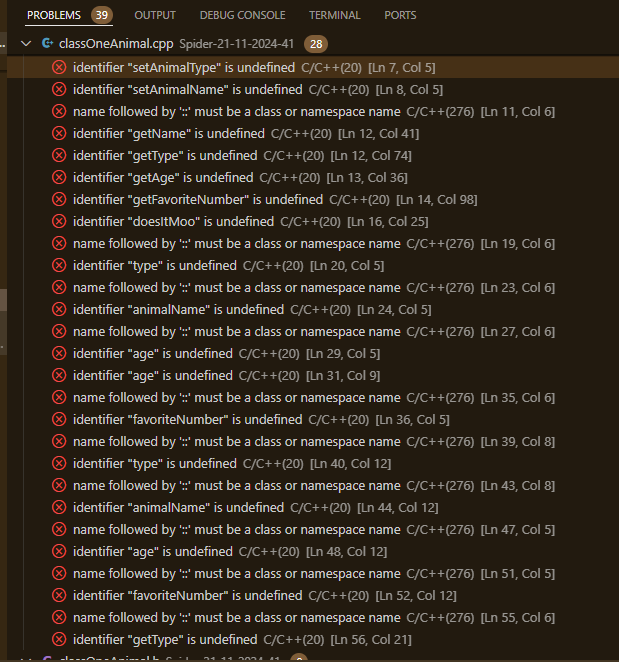 PROBLEMS 39 OUTPUT DEBUG CONSOLE TERMINAL PORTS
classOneAnimal.cpp Spider-21-11-2024-41 28
identifier "setAnimalType" is undefined C/C++(20) [Ln 7, Col 5]
identifier "setAnimalName" is undefined C/C++(20) [Ln 8, Col 5]
name followed by '::' must be a class or namespace name C/C++(276) [Ln 11, Col 6]
identifier "getName" is undefined C/C++(20) [Ln 12, Col 41]
identifier "getType" is undefined C/C++(20) [Ln 12, Col 74]
identifier "getAge" is undefined C/C++(20) [Ln 13, Col 36]
identifier "getFavoriteNumber" is undefined C/C++(20) [Ln 14, Col 98]
identifier "doesItMoo" is undefined C/C++(20) [Ln 16, Col 25]
name followed by '::' must be a class or namespace name C/C++(276) [Ln 19, Col 6]
identifier "type" is undefined C/C++(20) [Ln 20, Col 5]
name followed by '::' must be a class or namespace name C/C++(276) [Ln 23, Col 6]
identifier "animalName" is undefined C/C++(20) [Ln 24, Col 5]
name followed by '::' must be a class or namespace name C/C++(276) [Ln 27, Col 6]
identifier "age" is undefined C/C++(20) [Ln 29, Col 5]
identifier "age" is undefined C/C++(20) [Ln 31, Col 9]
name followed by '::' must be a class or namespace name C/C++(276) [Ln 35, Col 6]
identifier "favoriteNumber" is undefined C/C++(20) [Ln 36, Col 5]
name followed by '::' must be a class or namespace name C/C++(276) [Ln 39, Col 8]
identifier "type" is undefined C/C++(20) [Ln 40, Col 12]
name followed by '::' must be a class or namespace name C/C++(276) [Ln 43, Col 8]
identifier "animalName" is undefined C/C++(20) [Ln 44, Col 12]
name followed by '::' must be a class or namespace name C/C++(276) [Ln 47, Col 5]
identifier "age" is undefined C/C++(20) [Ln 48, Col 12]
name followed by '::' must be a class or namespace name C/C++(276) [Ln 51, Col 5]
identifier "favoriteNumber" is undefined C/C++(20) [Ln 52, Col 12]
name followed by '::' must be a class or namespace name C/C++(276) [Ln 55, Col 6]
identifier "getType" is undefined C/C++(20) [Ln 56, Col 21]
classOneAnimal.h Spider-21-11-2024-41